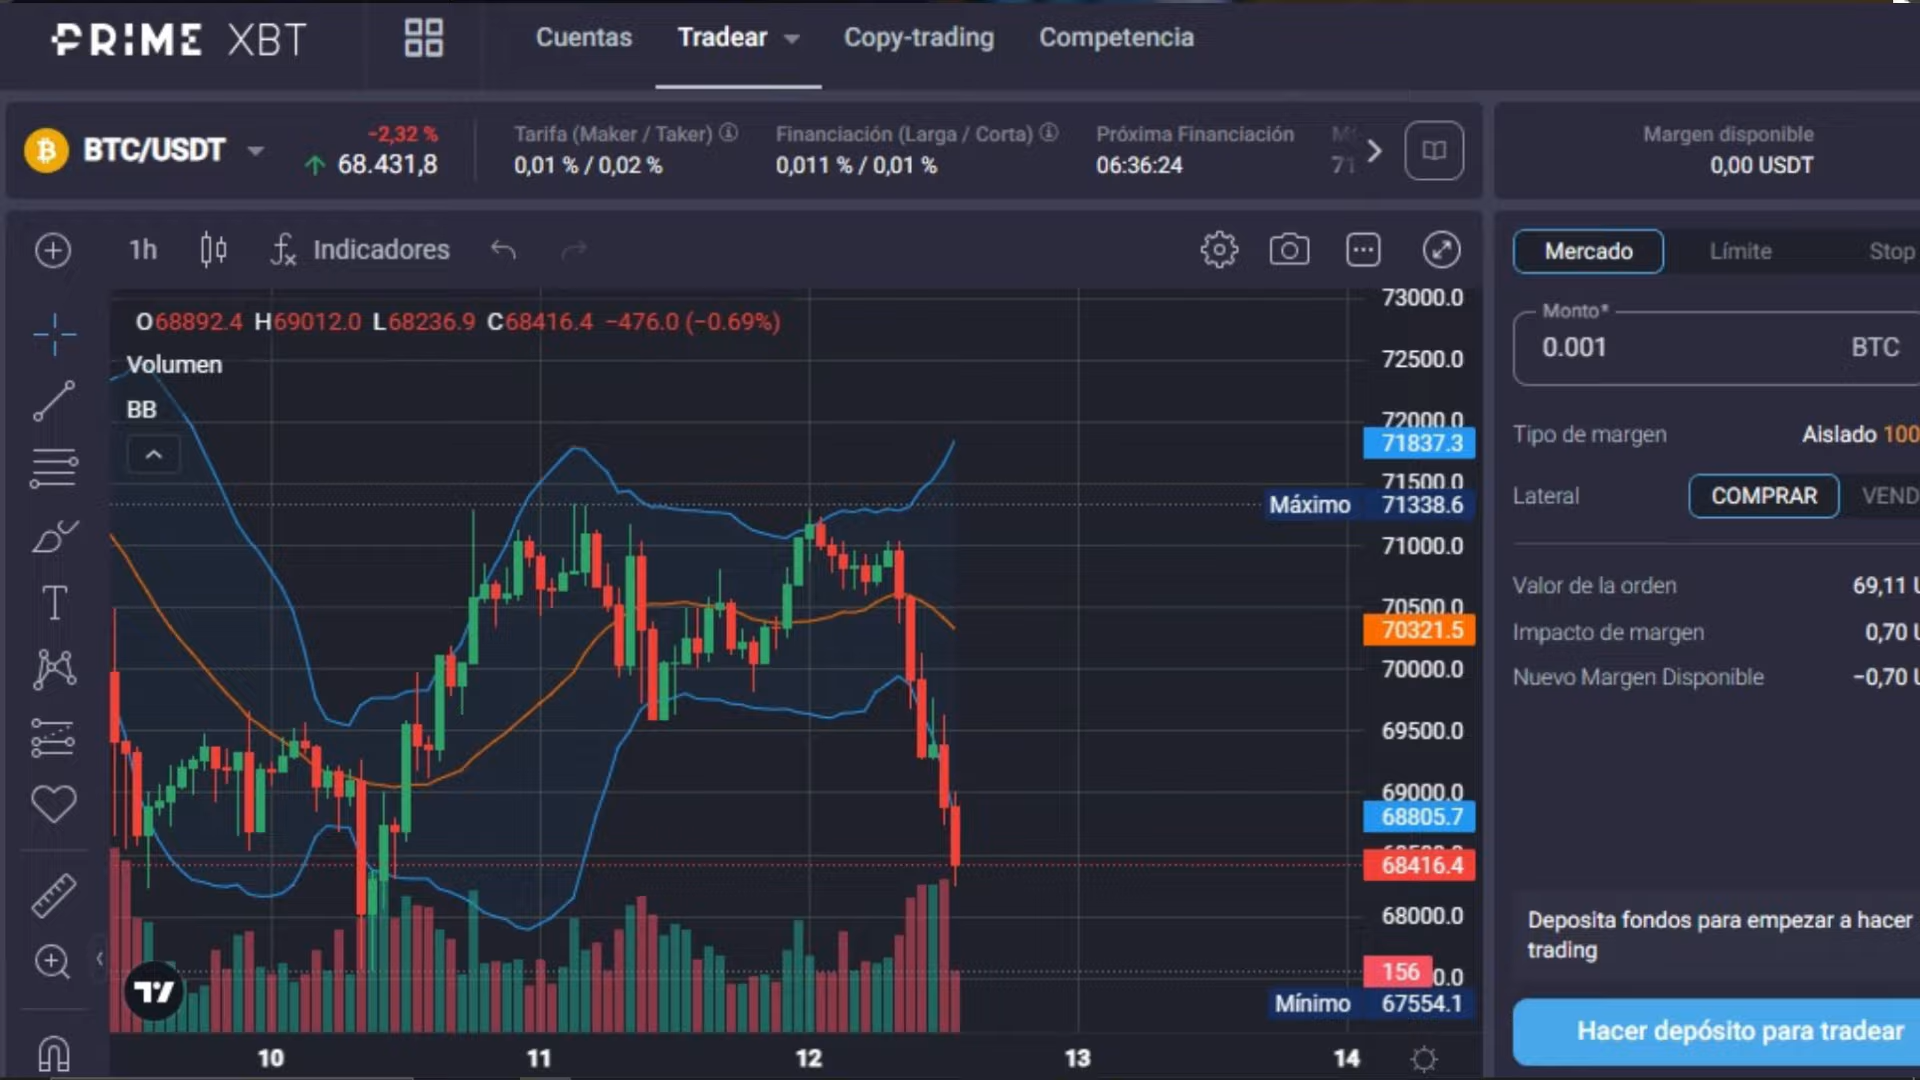 PRIME XBT
Cuentas
Tradear
Copy-trading
Competencia
BTC/USDT
-2,32 %
68.431,8
Tarifa (Maker / Taker)
0,01 % / 0,02 %
Financiación (Larga / Corta)
0,011 % / 0,01 %
Próxima Financiación
06:36:24
71
Margen disponible
0,00 USDT
1h
Indicadores
O68892.4 H69012.0 L68236.9 C68416.4 −476.0 (−0.69%)
Volumen
BB
73000.0
72500.0
72000.0
71837.3
71500.0
Máximo 71338.6
71000.0
70500.0
70321.5
70000.0
69500.0
69000.0
68805.7
68416.4
68000.0
156
0.0
Mínimo 67554.1
10
11
12
13
14
Mercado
Límite
Stop
Monto*
0.001
BTC
Tipo de margen
Aislado 100
Lateral
COMPRAR
VEND
Valor de la orden
69,11 U
Impacto de margen
0,70 U
Nuevo Margen Disponible
−0,70 U
Deposita fondos para empezar a hacer
trading
Hacer depósito para tradear